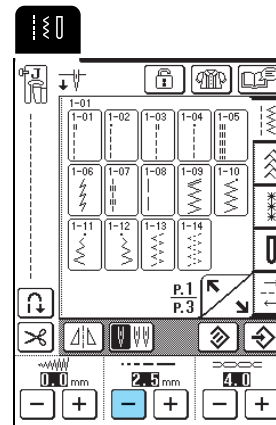 J
1-01
1-01 1-02 1-03 1-04 1-05
1-06 1-07 1-08 1-09 1-10
1-11 1-12 1-13 1-14
P.1
P.3
0.0 mm 2.5 mm 4.0
− + − + − +